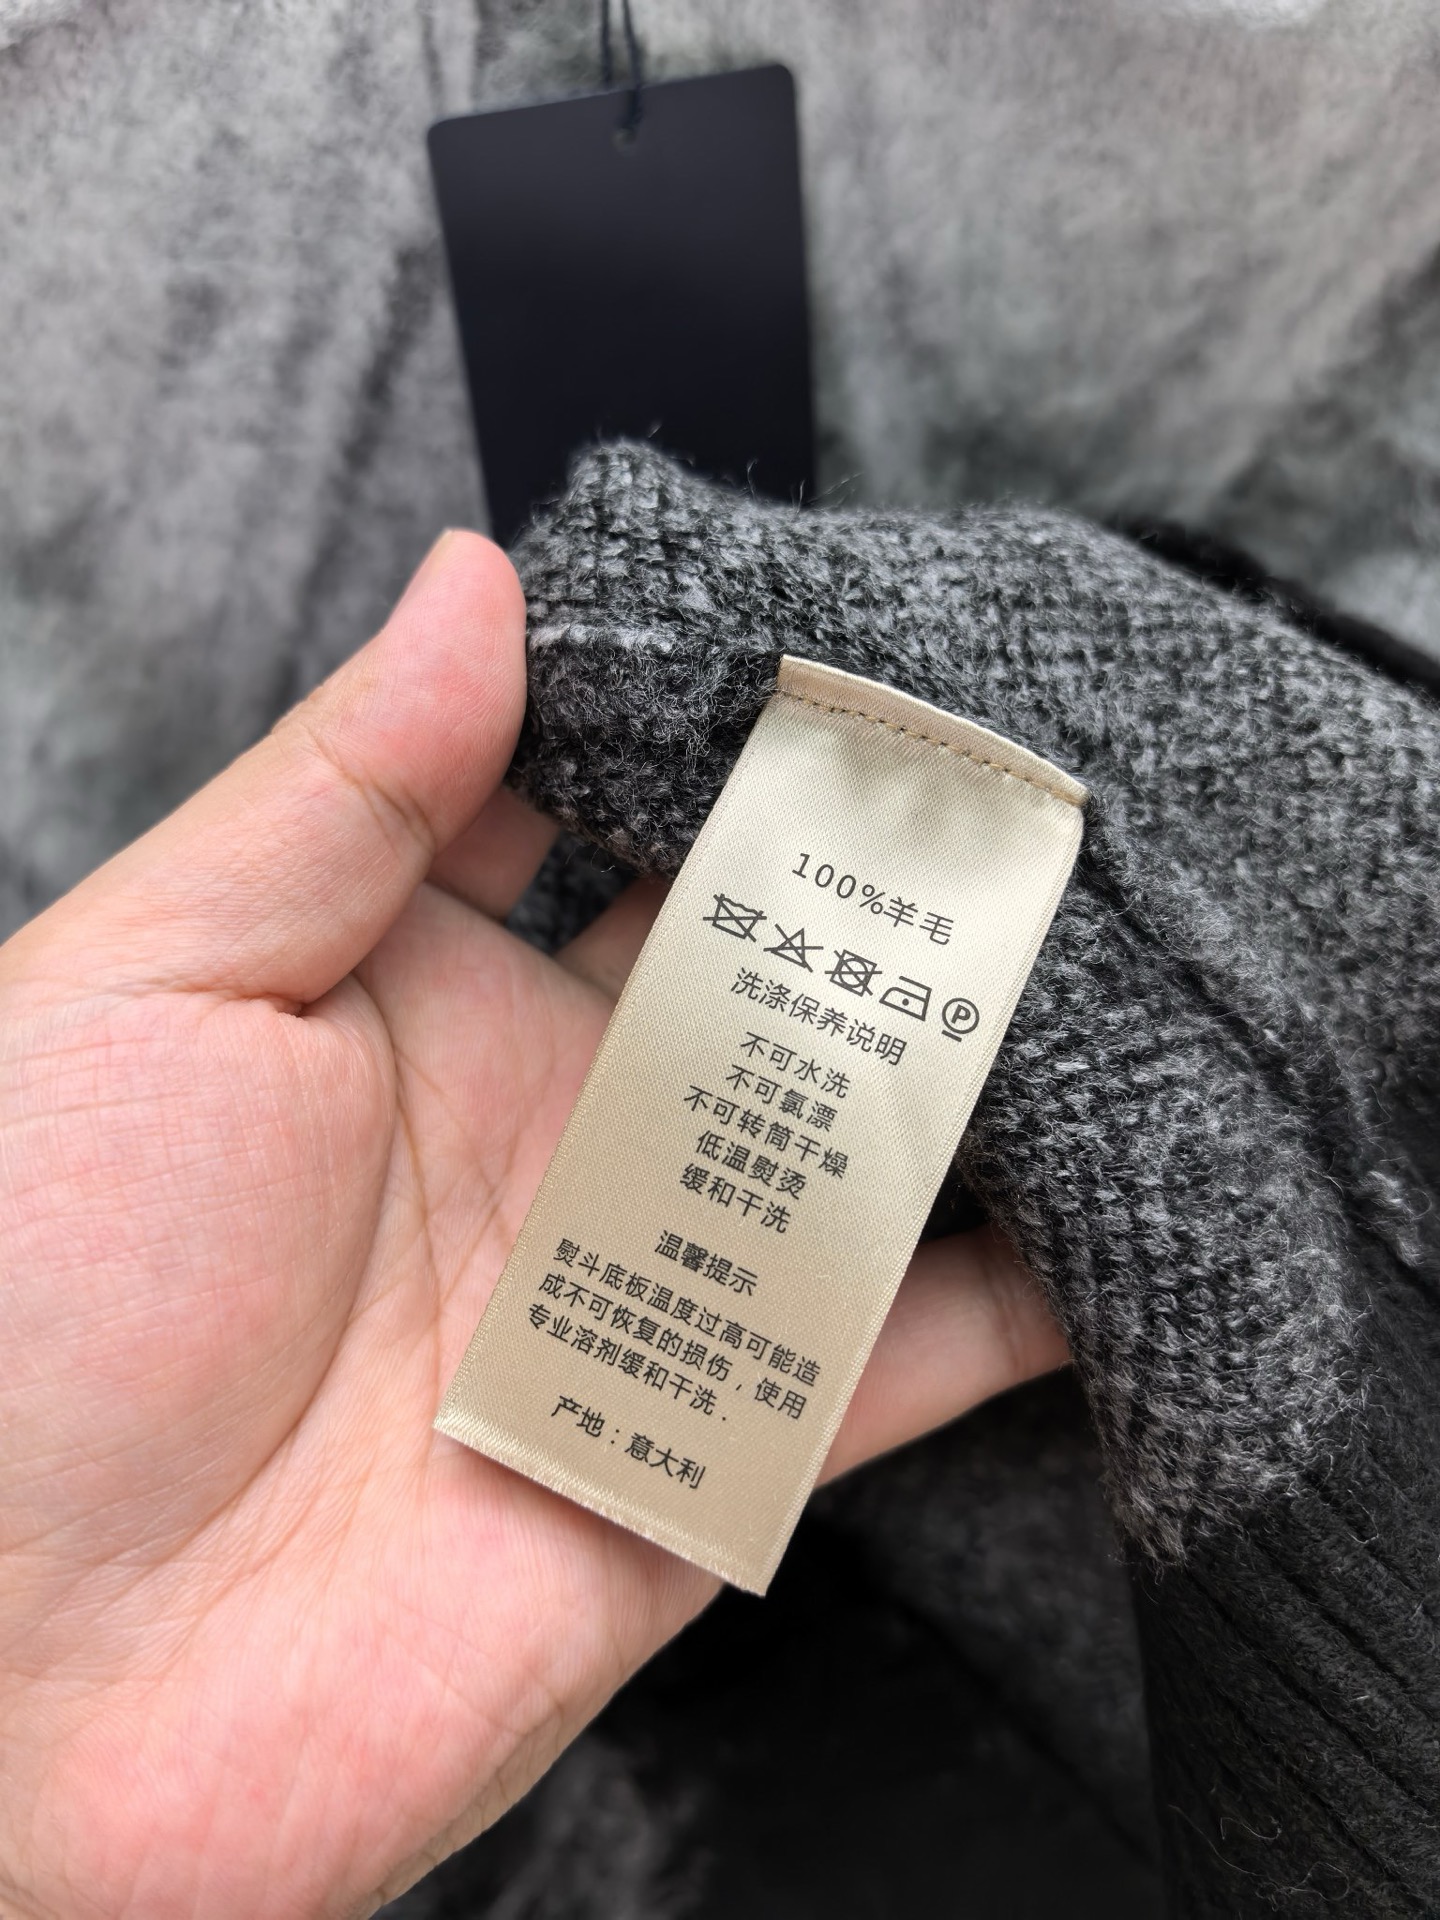 100%羊毛
P
洗涤保养说明
不可水洗
不可氯漂
不可转筒干燥
低温熨烫
缓和干洗
温馨提示
熨斗底板温度过高可能造
成不可恢复的损伤，使用
专业溶剂缓和干洗．
产地：意大利